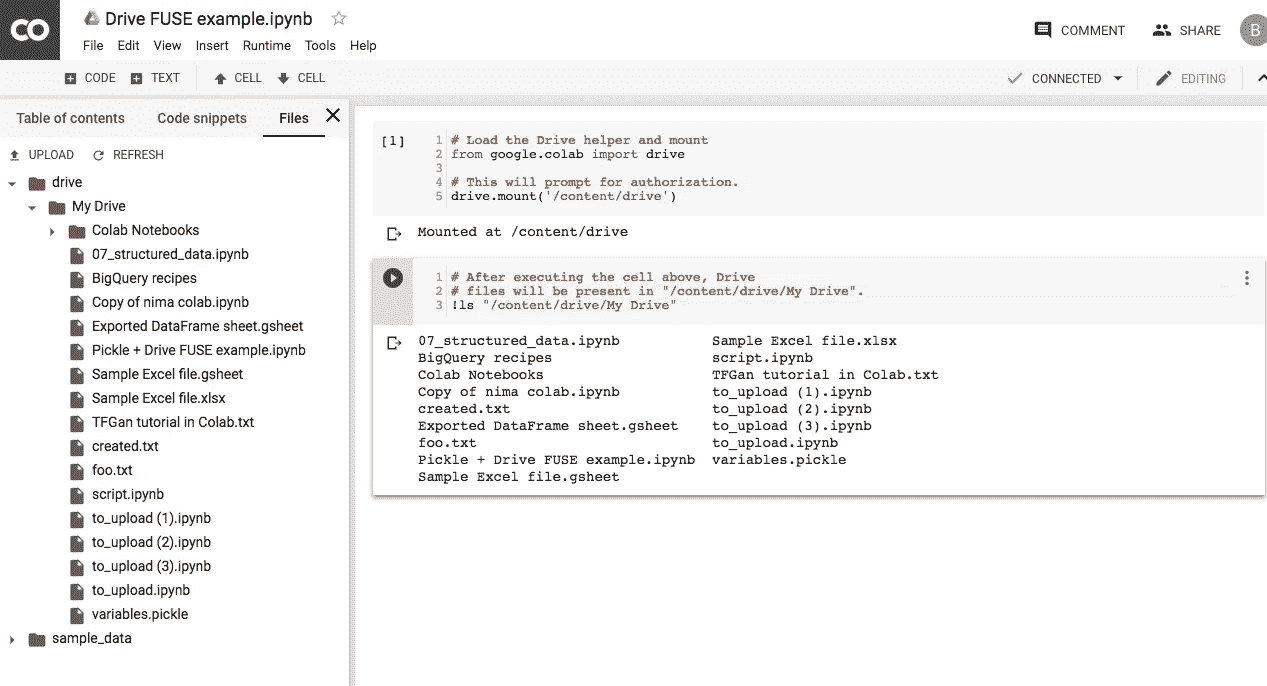 CO
Drive FUSE example.ipynb
File Edit View Insert Runtime Tools Help
COMMENT SHARE B
CODE TEXT CELL CELL
CONNECTED EDITING
Table of contents Code snippets Files
UPLOAD REFRESH
drive
My Drive
Colab Notebooks
07_structured_data.ipynb
BigQuery recipes
Copy of nima colab.ipynb
Exported DataFrame sheet.gsheet
Pickle + Drive FUSE example.ipynb
Sample Excel file.gsheet
Sample Excel file.xlsx
TFGan tutorial in Colab.txt
created.txt
foo.txt
script.ipynb
to_upload (1).ipynb
to_upload (2).ipynb
to_upload (3).ipynb
to_upload.ipynb
variables.pickle
sample_data
[1]
1 # Load the Drive helper and mount
2 from google.colab import drive
3
4 # This will prompt for authorization.
5 drive.mount('/content/drive')
Mounted at /content/drive
1 # After executing the cell above, Drive
2 # files will be present in "/content/drive/My Drive".
3 !ls "/content/drive/My Drive"
07_structured_data.ipynb Sample Excel file.xlsx
BigQuery recipes script.ipynb
Colab Notebooks TFGan tutorial in Colab.txt
Copy of nima colab.ipynb to_upload (1).ipynb
created.txt to_upload (2).ipynb
Exported DataFrame sheet.gsheet to_upload (3).ipynb
foo.txt to_upload.ipynb
Pickle + Drive FUSE example.ipynb variables.pickle
Sample Excel file.gsheet